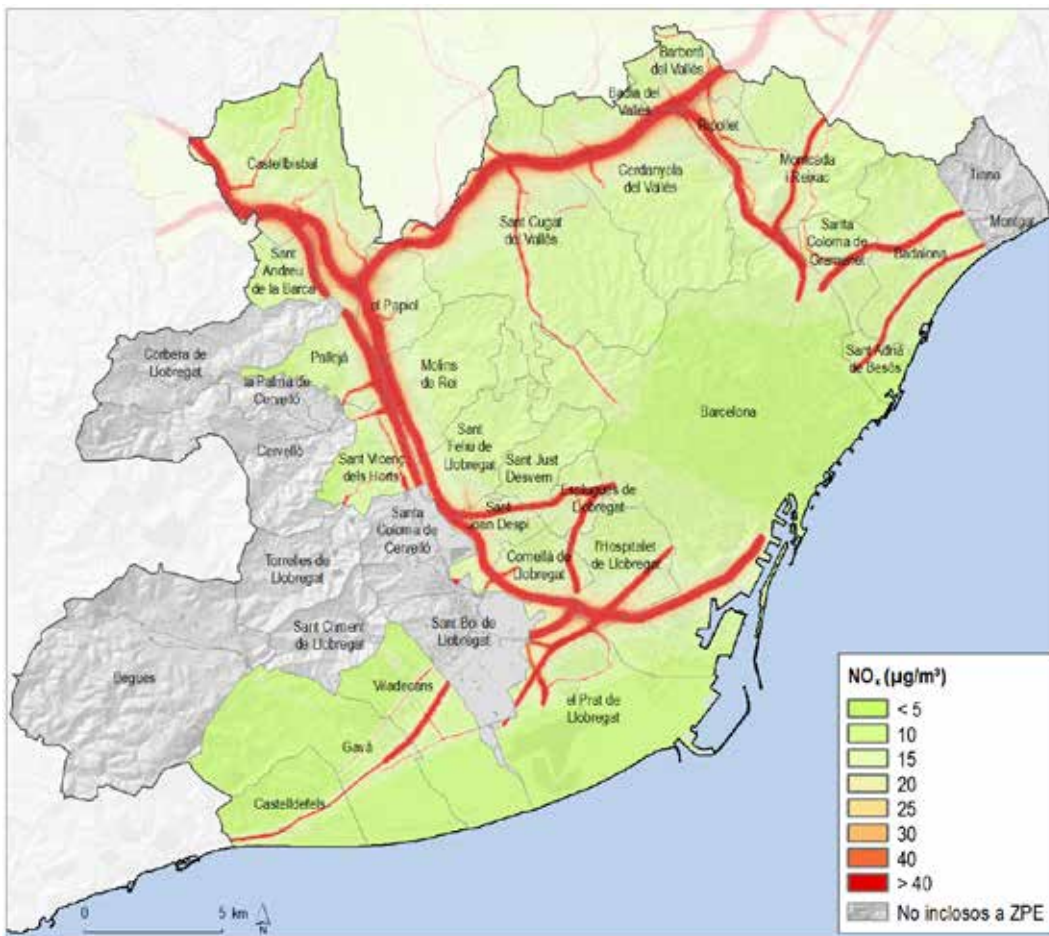 Barberà
del Vallès
Badia del
Vallès
Ripollet
Castellbisbal
Cerdanyola
del Vallès
Montcada
i Reixac
Tiana
Montgat
Sant Cugat
del Vallès
Santa
Coloma de
Gramenet
Badalona
Sant
Andreu
de la Barca
el Papiol
Corbera de
Llobregat
Pallejà
Molins
de Rei
Sant Adrià
de Besòs
la Palma de
Cervelló
Barcelona
Cervelló
Sant
Feliu de
Llobregat
Sant Vicenç
dels Horts
Sant Just
Desvern
Esplugues de
Llobregat
Santa
Coloma de
Cervelló
Sant
Joan Despí
l'Hospitalet
de Llobregat
Cornellà de
Llobregat
Torrelles de
Llobregat
Sant Climent
de Llobregat
Sant Boi de
Llobregat
Begues
Viladecans
el Prat de
Llobregat
Gavà
Castelldefels
NOₓ (µg/m³)
< 5
10
15
20
25
30
40
> 40
No inclosos a ZPE
0 5 km
N